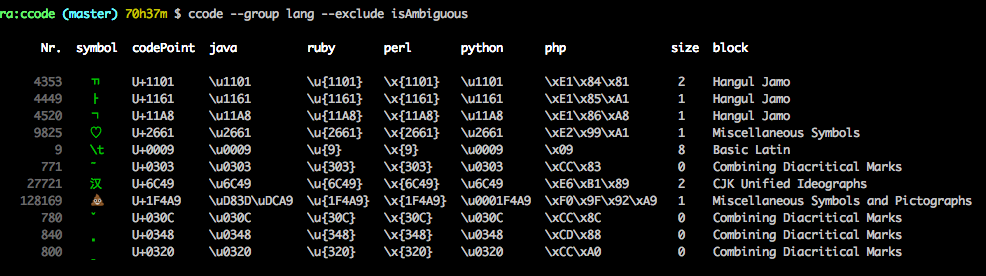 ra:ccode (master) 70h37m $ ccode --group lang --exclude isAmbiguous
Nr. symbol codePoint java ruby perl python php size block
4353 ᄁ U+1101 \u1101 \u{1101} \x{1101} \u1101 \xE1\x84\x81 2 Hangul Jamo
4449 ᅡ U+1161 \u1161 \u{1161} \x{1161} \u1161 \xE1\x85\xA1 1 Hangul Jamo
4520 ᆨ U+11A8 \u11A8 \u{11A8} \x{11A8} \u11A8 \xE1\x86\xA8 1 Hangul Jamo
9825 ♡ U+2661 \u2661 \u{2661} \x{2661} \u2661 \xE2\x99\xA1 1 Miscellaneous Symbols
9 \t U+0009 \u0009 \u{9} \x{9} \u0009 \x09 8 Basic Latin
771 ̃ U+0303 \u0303 \u{303} \x{303} \u0303 \xCC\x83 0 Combining Diacritical Marks
27721 汉 U+6C49 \u6C49 \u{6C49} \x{6C49} \u6C49 \xE6\xB1\x89 2 CJK Unified Ideographs
128169 💩 U+1F4A9 \uD83D\uDCA9 \u{1F4A9} \x{1F4A9} \u0001F4A9 \xF0\x9F\x92\xA9 1 Miscellaneous Symbols and Pictographs
780 ̌ U+030C \u030C \u{30C} \x{30C} \u030C \xCC\x8C 0 Combining Diacritical Marks
840 ͈ U+0348 \u0348 \u{348} \x{348} \u0348 \xCD\x88 0 Combining Diacritical Marks
800 ̠ U+0320 \u0320 \u{320} \x{320} \u0320 \xCC\xA0 0 Combining Diacritical Marks